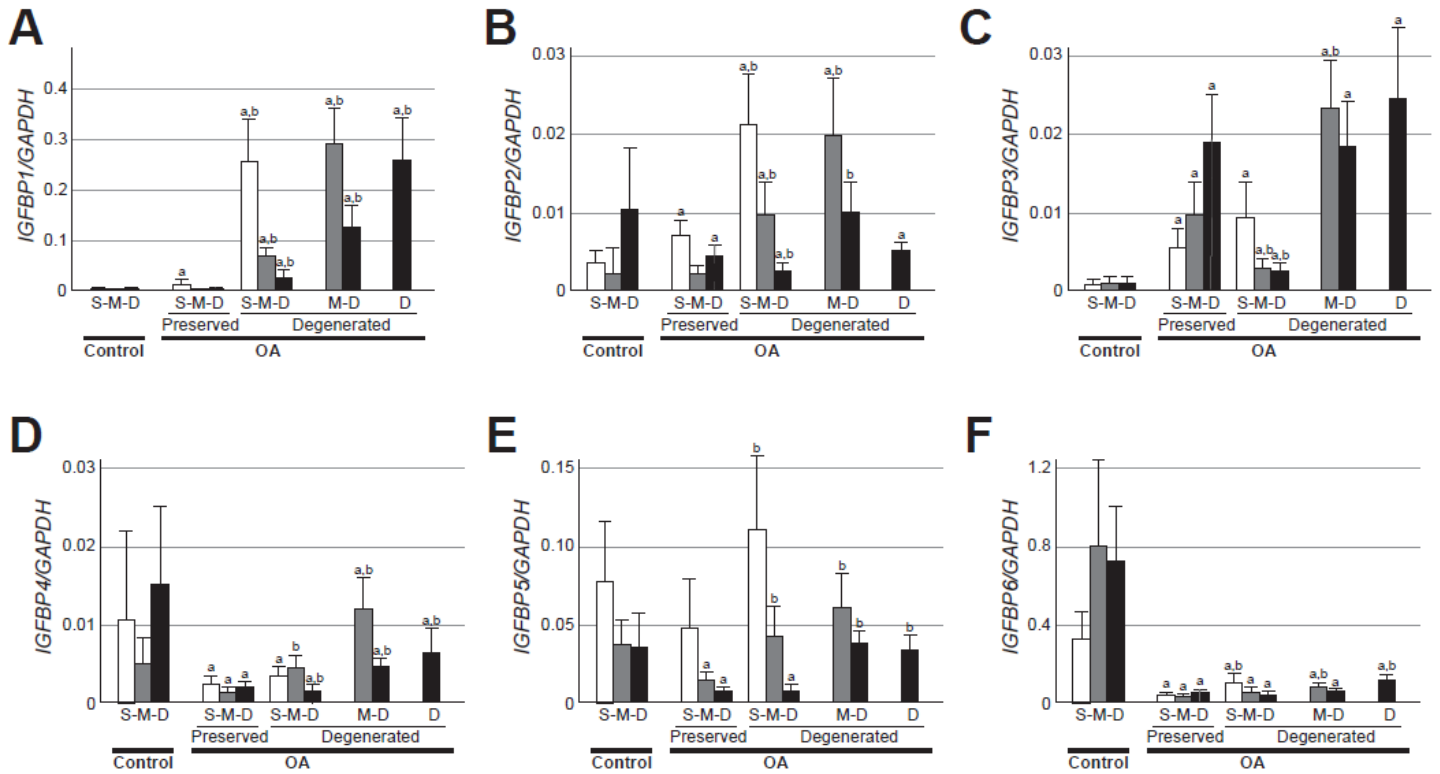 A
IGFBP1/GAPDH
0.4
0.3
0.2
0.1
0
a
a,b
a,b
a,b
a,b
a,b
a,b
S-M-D
S-M-D
S-M-D
M-D
D
Preserved
Degenerated
Control
OA
B
IGFBP2/GAPDH
0.03
0.02
0.01
0
a
a
a,b
a,b
a,b
a,b
b
a
S-M-D
S-M-D
S-M-D
M-D
D
Preserved
Degenerated
Control
OA
C
IGFBP3/GAPDH
0.03
0.02
0.01
0
a
a
a
a
a,b
a,b
a,b
a
a
S-M-D
S-M-D
S-M-D
M-D
D
Preserved
Degenerated
Control
OA
D
IGFBP4/GAPDH
0.03
0.02
0.01
0
a
a
a
a
b
a,b
a,b
a,b
a,b
S-M-D
S-M-D
S-M-D
M-D
D
Preserved
Degenerated
Control
OA
E
IGFBP5/GAPDH
0.15
0.10
0.05
0
a
a
b
b
a
b
b
b
S-M-D
S-M-D
S-M-D
M-D
D
Preserved
Degenerated
Control
OA
F
IGFBP6/GAPDH
1.2
0.8
0.4
0
a
a
a
a,b
a
a
a,b
a
a,b
S-M-D
S-M-D
S-M-D
M-D
D
Preserved
Degenerated
Control
OA